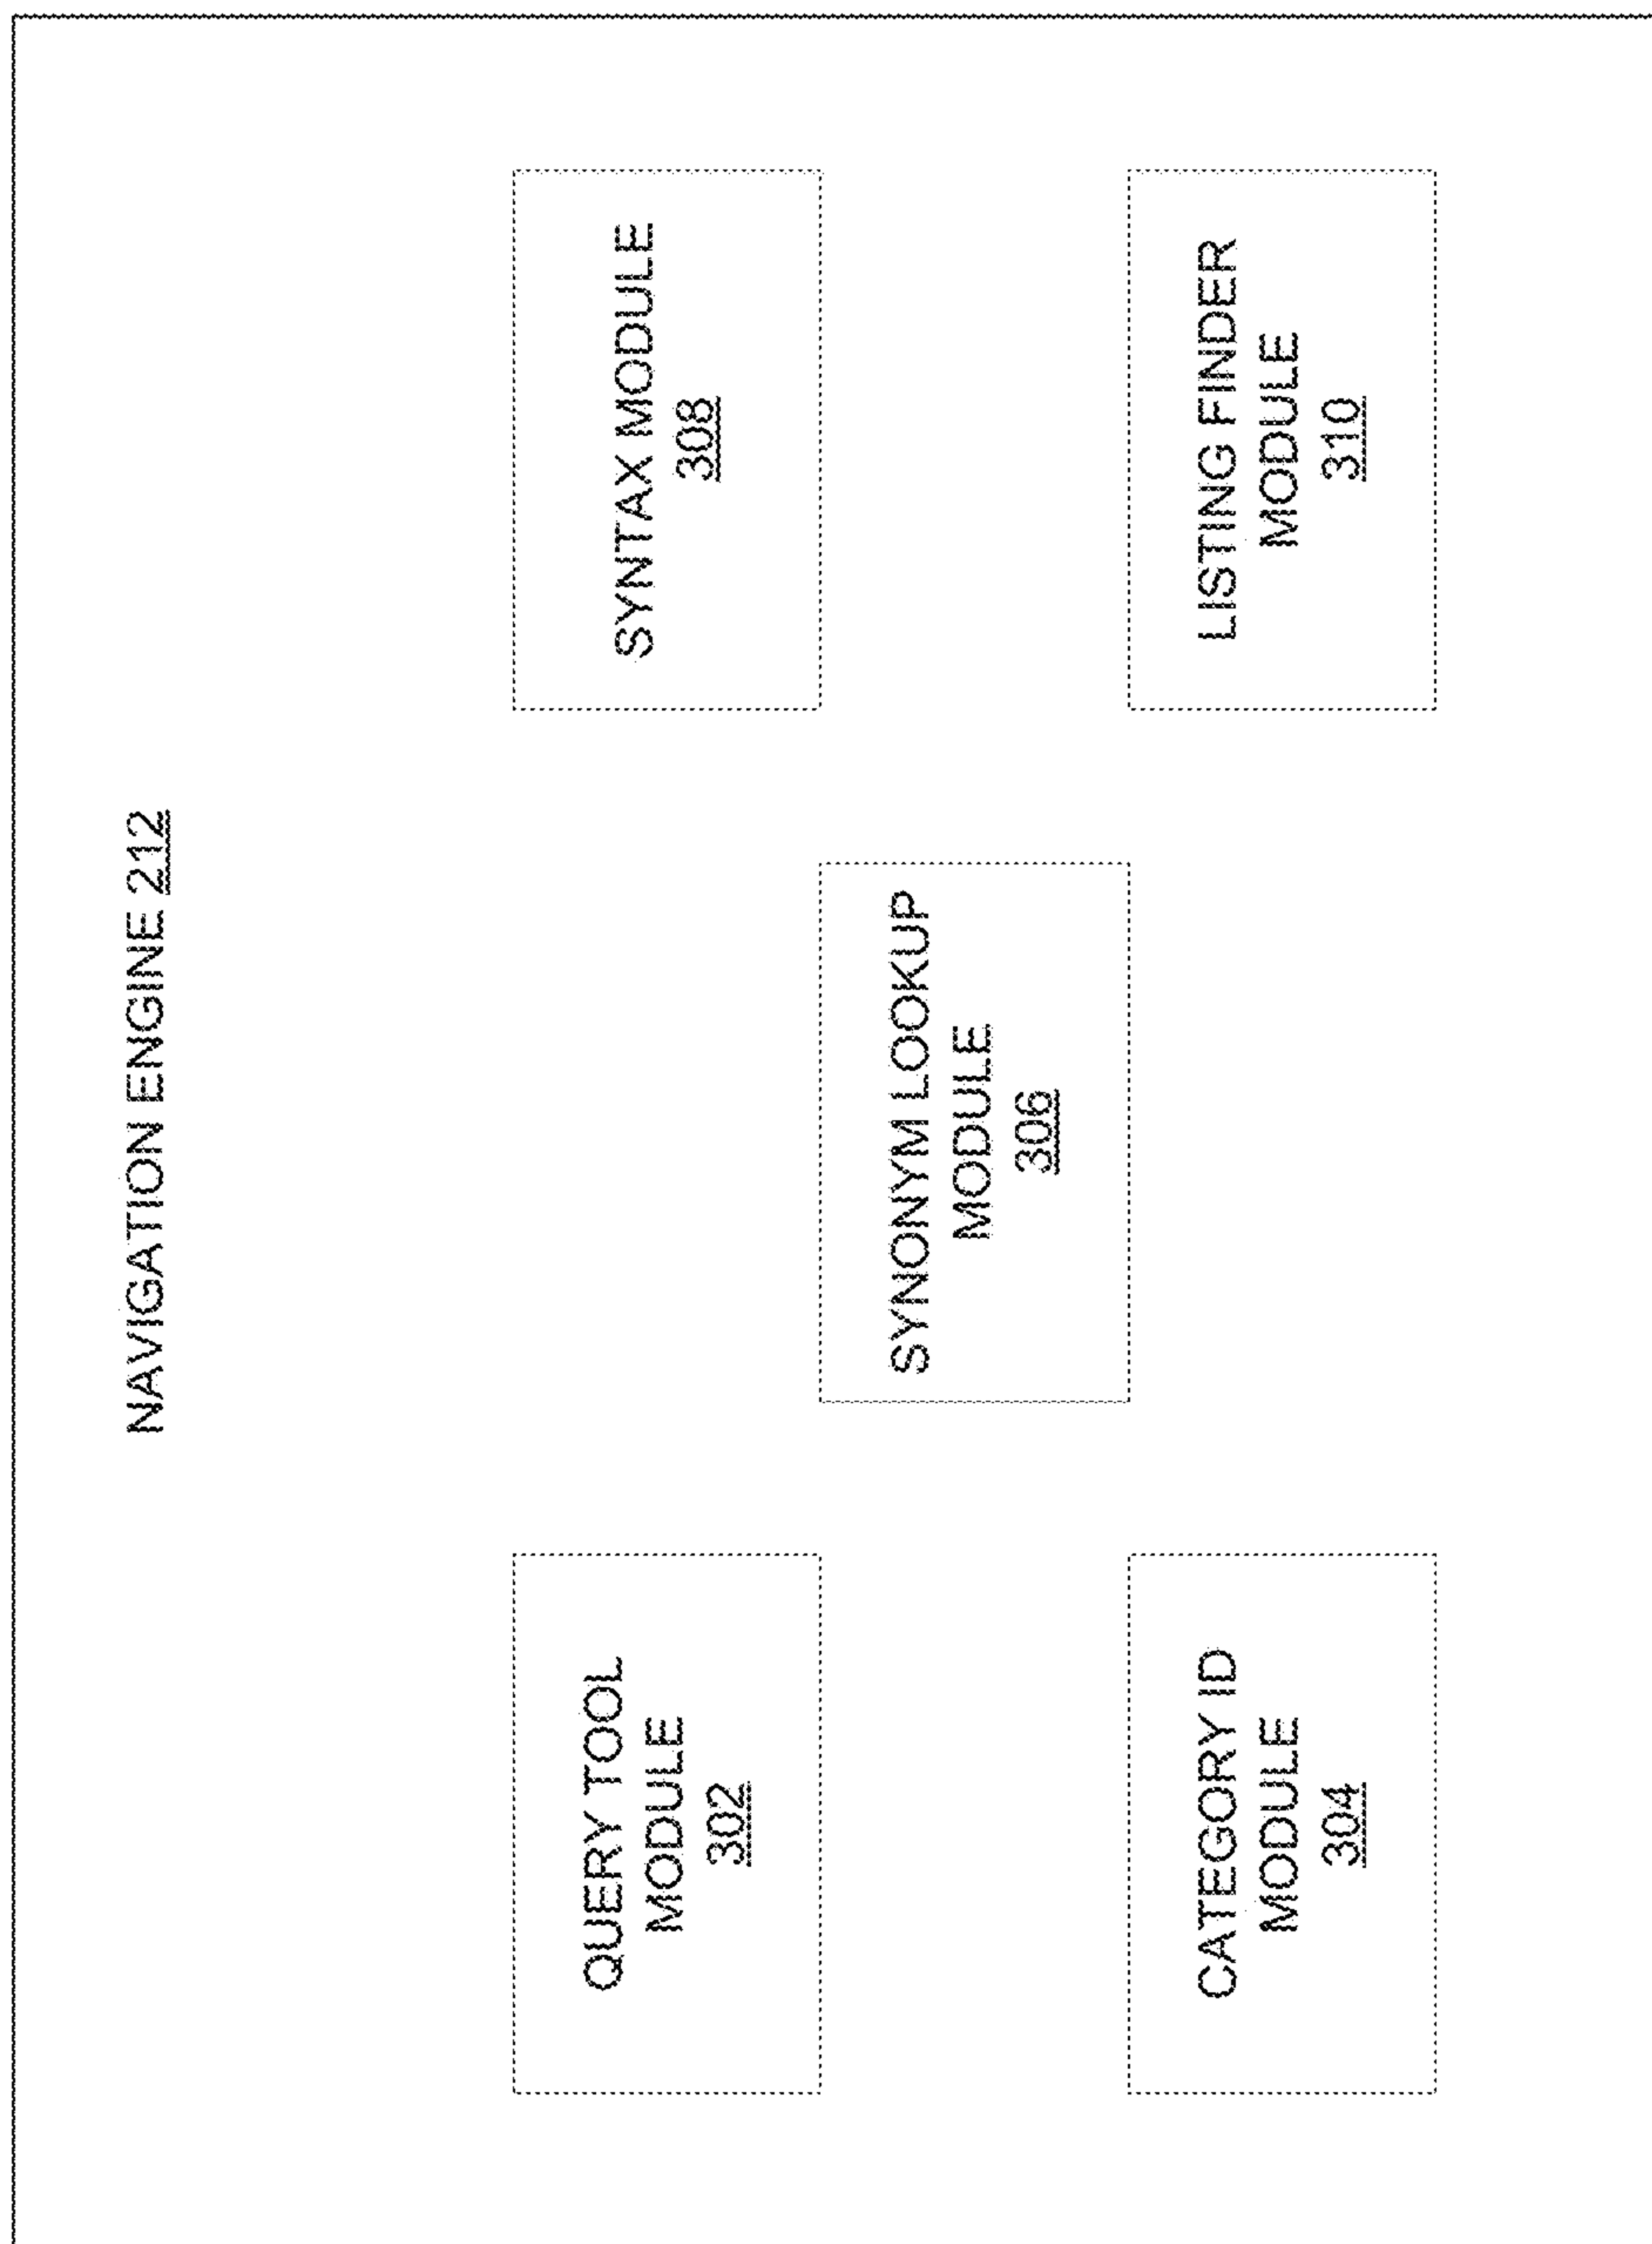 NAVIGATION ENGINE 212
QUERY TOOL
MODULE
302
SYNTAX MODULE
308
SYNONYM LOOKUP
MODULE
306
CATEGORY ID
MODULE
304
LISTING FINDER
MODULE
310